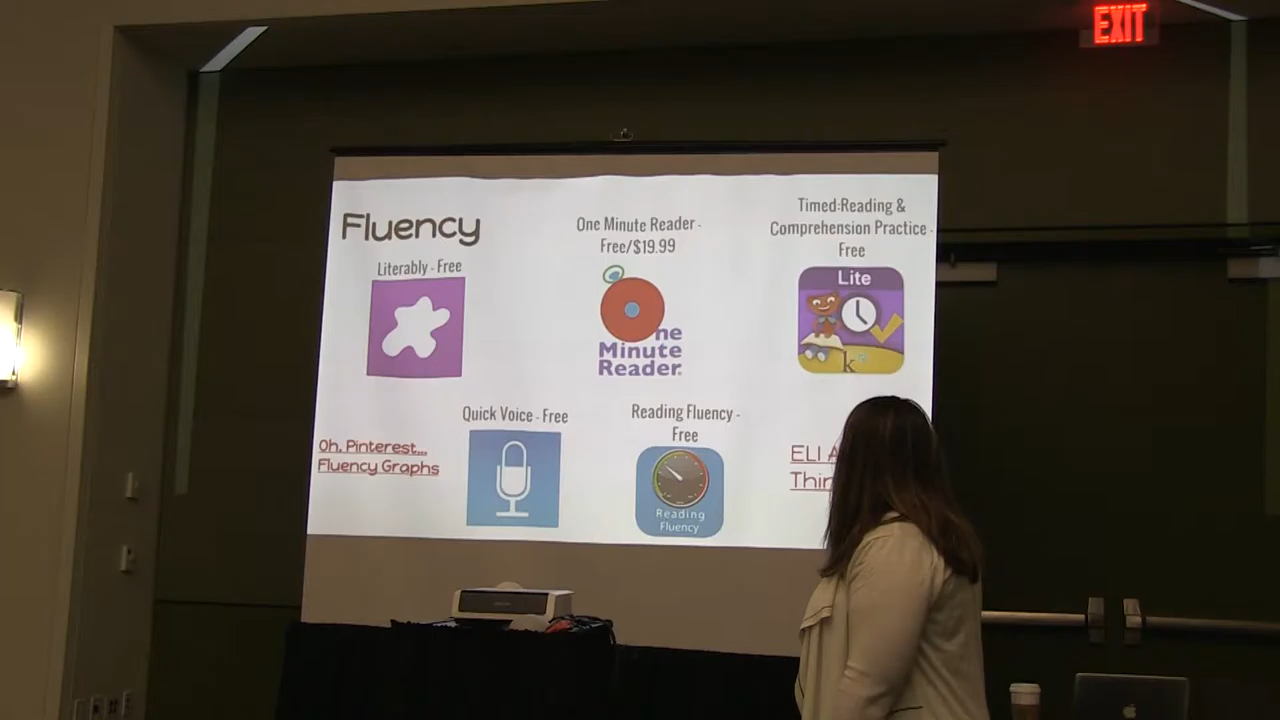 EXIT
Fluency
Literably - Free
One Minute Reader -
Free/$19.99
ne
Minute
Reader
Timed:Reading &
Comprehension Practice -
Free
Lite
k
Oh, Pinterest...
Fluency Graphs
Quick Voice - Free
Reading Fluency -
Free
Reading
Fluency
ELI